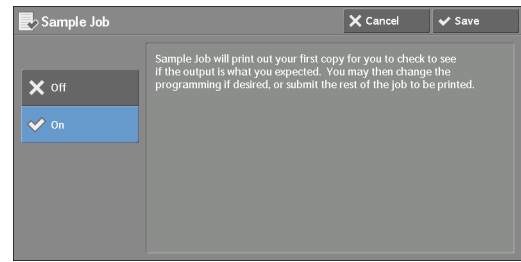 Sample Job
Cancel
Save
Off
On
Sample Job will print out your first copy for you to check to see
if the output is what you expected. You may then change the
programming if desired, or submit the rest of the job to be printed.